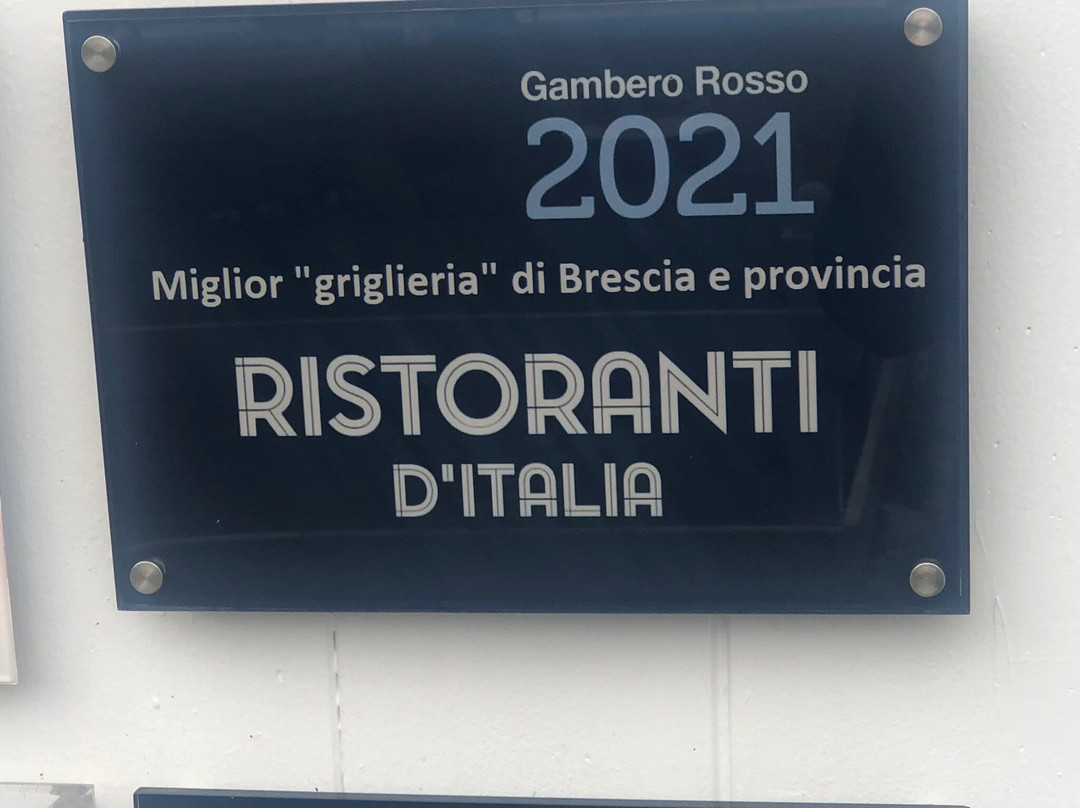 Gambero Rosso
2021
Miglior "griglieria" di Brescia e provincia
RISTORANTI
D'ITALIA